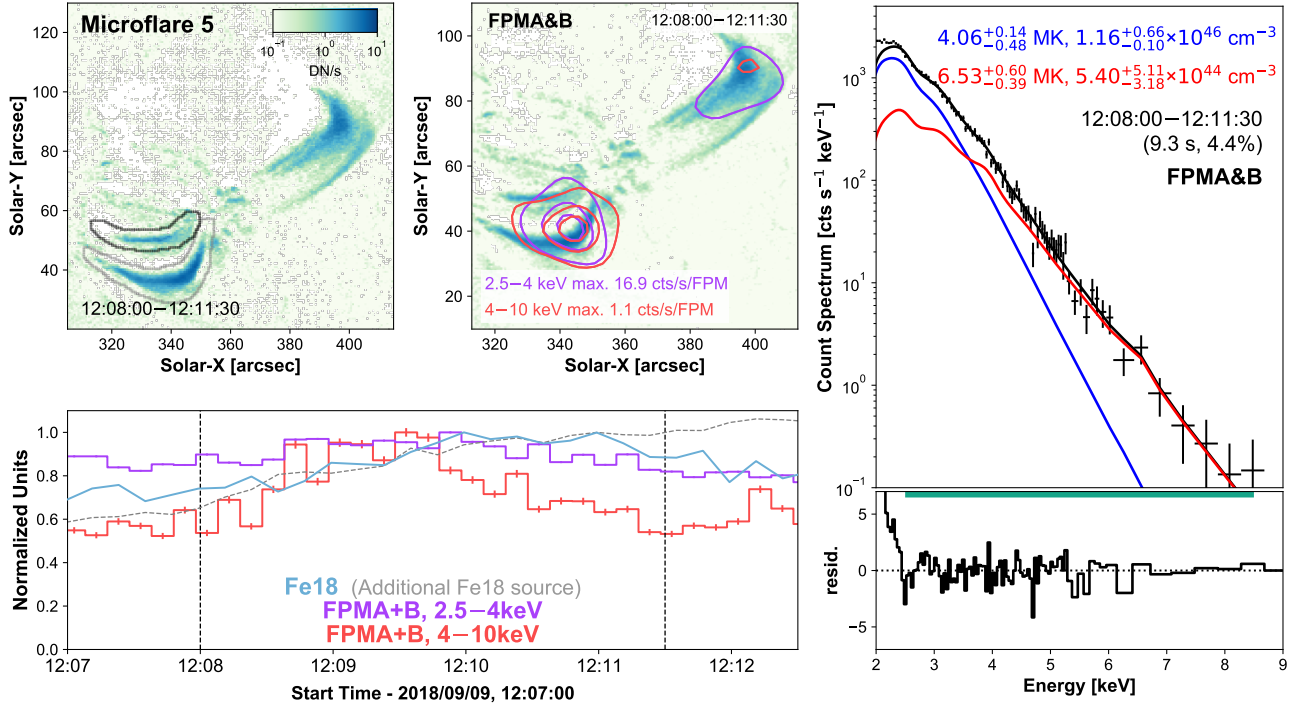 Microflare 5
10⁻¹ 10⁰ 10¹
DN/s
120
100
80
60
40
Solar-Y [arcsec]
12:08:00−12:11:30
320 340 360 380 400
Solar-X [arcsec]
FPMA&B
12:08:00−12:11:30
100
80
60
40
20
Solar-Y [arcsec]
2.5−4 keV max. 16.9 cts/s/FPM
4−10 keV max. 1.1 cts/s/FPM
320 340 360 380 400
Solar-X [arcsec]
4.06+0.14−0.48 MK, 1.16+0.66−0.10×10⁴⁶ cm⁻³
6.53+0.60−0.39 MK, 5.40+5.11−3.18×10⁴⁴ cm⁻³
12:08:00−12:11:30
(9.3 s, 4.4%)
FPMA&B
10³
10²
10¹
10⁰
10⁻¹
Count Spectrum [cts s⁻¹ keV⁻¹]
10⁻¹
5
0
−5
resid.
2 3 4 5 6 7 8 9
Energy [keV]
1.0
0.8
0.6
0.4
0.2
0.0
Normalized Units
Fe18 (Additional Fe18 source)
FPMA+B, 2.5−4keV
FPMA+B, 4−10keV
12:07 12:08 12:09 12:10 12:11 12:12
Start Time - 2018/09/09, 12:07:00